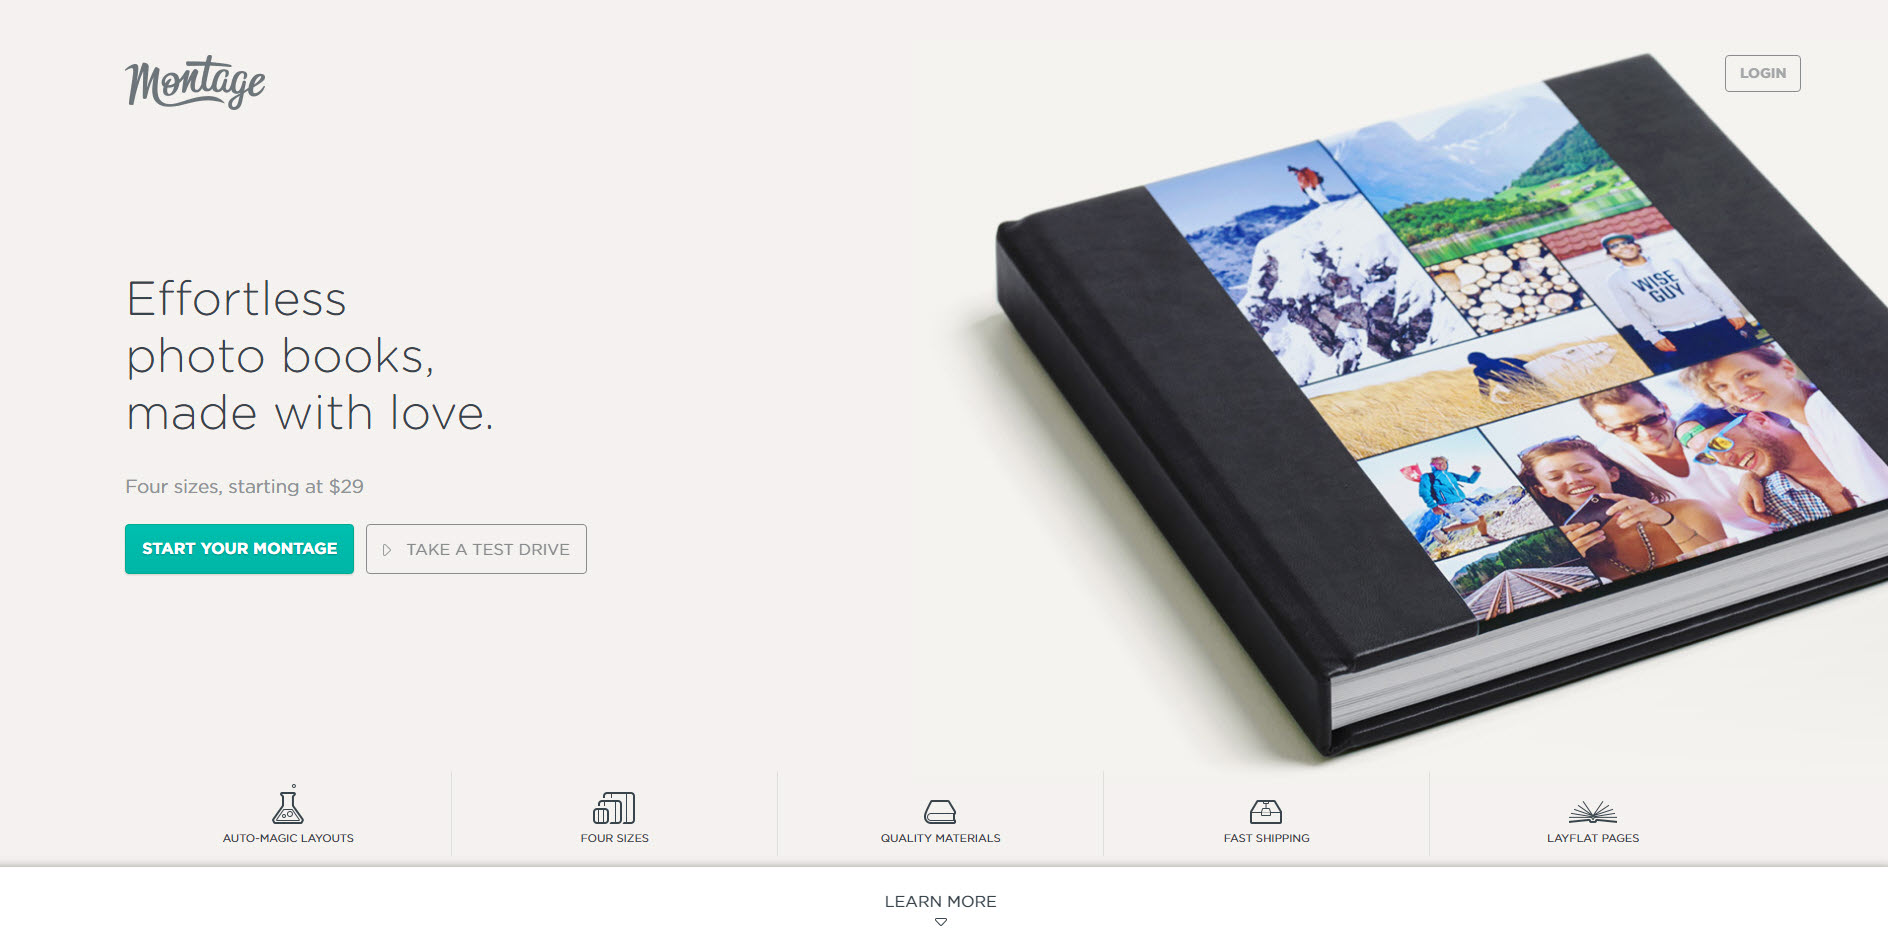 Montage
LOGIN
Effortless
photo books,
made with love.
Four sizes, starting at $29
START YOUR MONTAGE
TAKE A TEST DRIVE
WISE
GUY
AUTO-MAGIC LAYOUTS
FOUR SIZES
QUALITY MATERIALS
FAST SHIPPING
LAYFLAT PAGES
LEARN MORE